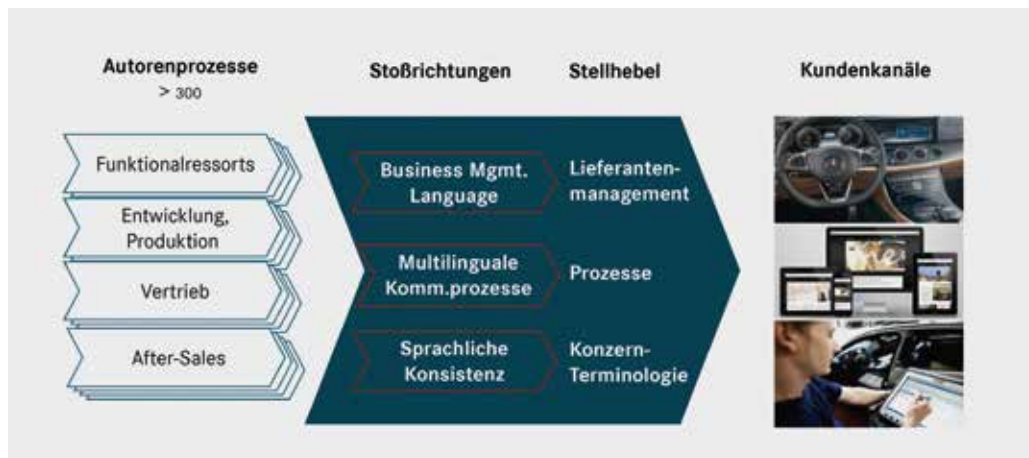 Autorenprozesse
> 300
Funktionalressorts
Entwicklung,
Produktion
Vertrieb
After-Sales
Stoßrichtungen
Business Mgmt.
Language
Multilinguale
Komm.prozesse
Sprachliche
Konsistenz
Stellhebel
Lieferanten-
management
Prozesse
Konzern-
Terminologie
Kundenkanäle